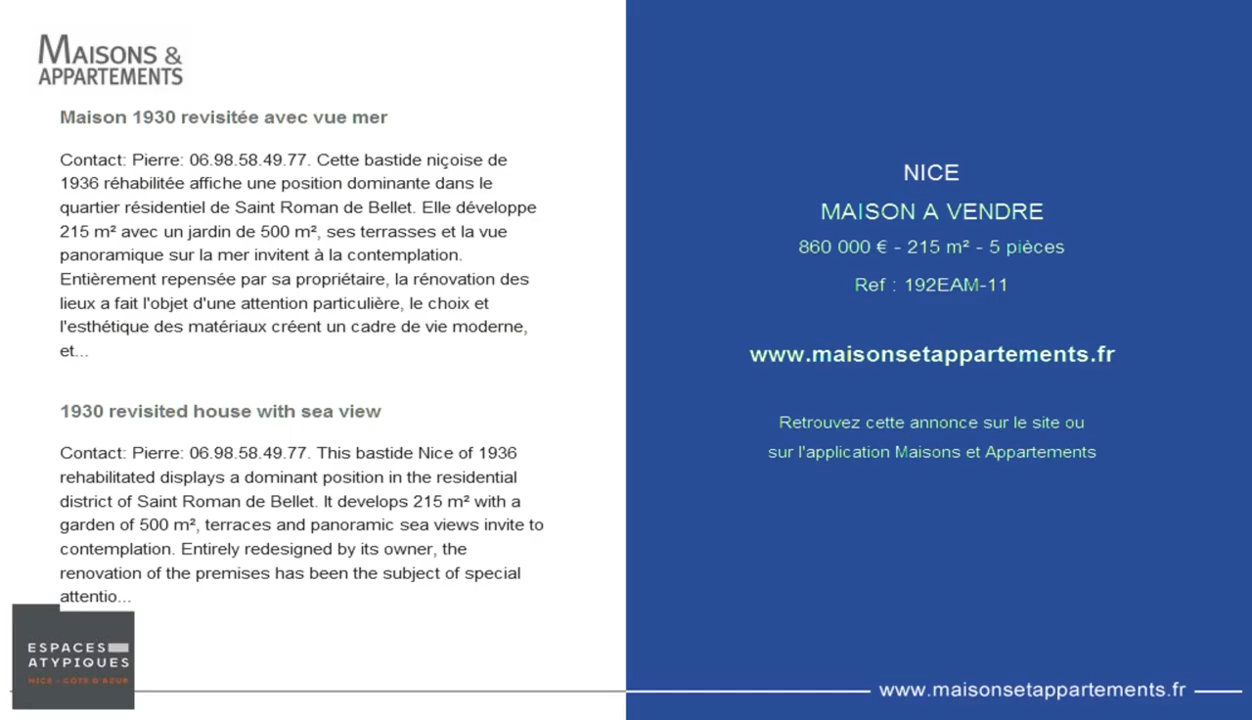 MAISONS &
APPARTEMENTS
Maison 1930 revisitée avec vue mer
Contact: Pierre: 06.98.58.49.77. Cette bastide niçoise de
1936 réhabilitée affiche une position dominante dans le
quartier résidentiel de Saint Roman de Bellet. Elle développe
215 m² avec un jardin de 500 m², ses terrasses et la vue
panoramique sur la mer invitent à la contemplation.
Entièrement repensée par sa propriétaire, la rénovation des
lieux a fait l'objet d'une attention particulière, le choix et
l'esthétique des matériaux créent un cadre de vie moderne,
et...
1930 revisited house with sea view
Contact: Pierre: 06.98.58.49.77. This bastide Nice of 1936
rehabilitated displays a dominant position in the residential
district of Saint Roman de Bellet. It develops 215 m² with a
garden of 500 m², terraces and panoramic sea views invite to
contemplation. Entirely redesigned by its owner, the
renovation of the premises has been the subject of special
attentio...
ESPACES
ATYPIQUES
NICE - CÔTE D'AZUR
NICE
MAISON A VENDRE
860 000 € - 215 m² - 5 pièces
Ref : 192EAM-11
www.maisonsetappartements.fr
Retrouvez cette annonce sur le site ou
sur l'application Maisons et Appartements
www.maisonsetappartements.fr